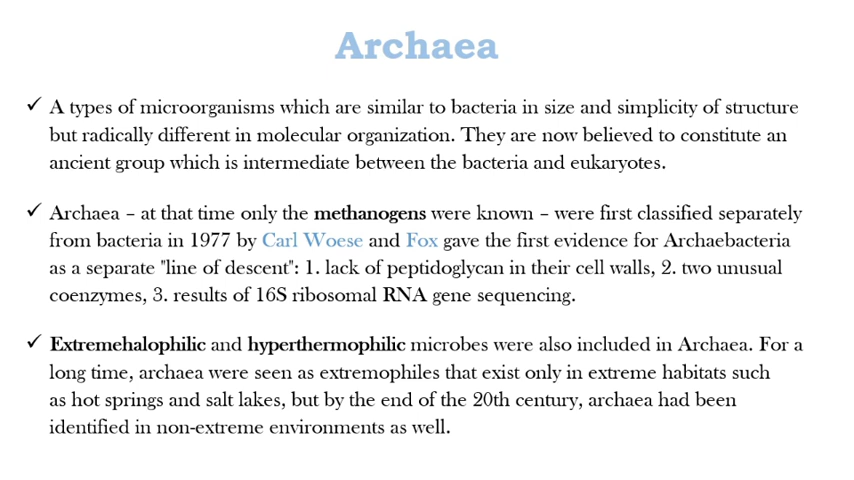 Archaea
✓ A types of microorganisms which are similar to bacteria in size and simplicity of structure
but radically different in molecular organization. They are now believed to constitute an
ancient group which is intermediate between the bacteria and eukaryotes.
✓ Archaea – at that time only the methanogens were known – were first classified separately
from bacteria in 1977 by Carl Woese and Fox gave the first evidence for Archaebacteria
as a separate "line of descent": 1. lack of peptidoglycan in their cell walls, 2. two unusual
coenzymes, 3. results of 16S ribosomal RNA gene sequencing.
✓ Extremehalophilic and hyperthermophilic microbes were also included in Archaea. For a
long time, archaea were seen as extremophiles that exist only in extreme habitats such
as hot springs and salt lakes, but by the end of the 20th century, archaea had been
identified in non-extreme environments as well.